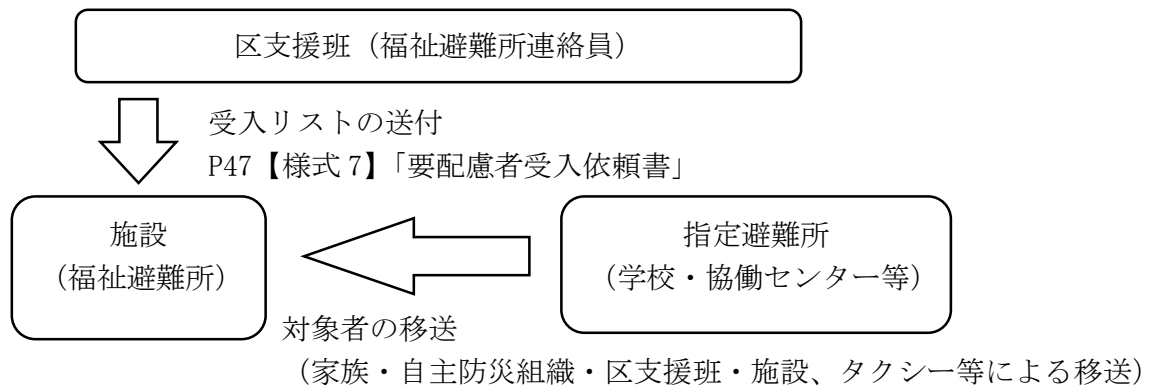 区支援班（福祉避難所連絡員）
受入リストの送付
P47【様式 7】「要配慮者受入依頼書」
施設
（福祉避難所）
指定避難所
（学校・協働センター等）
対象者の移送
（家族・自主防災組織・区支援班・施設、タクシー等による移送）